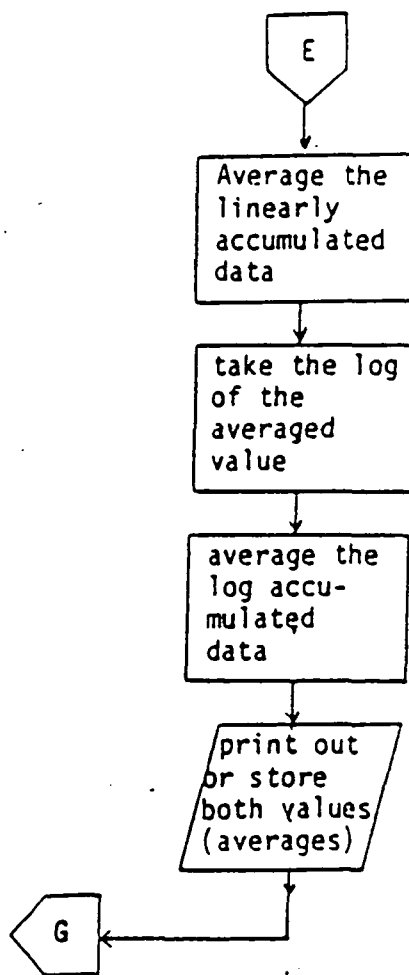 E
Average the
linearly
accumulated
data
take the log
of the
averaged
value
average the
log accu-
mulated
data
print out
or store
both values
(averages)
G